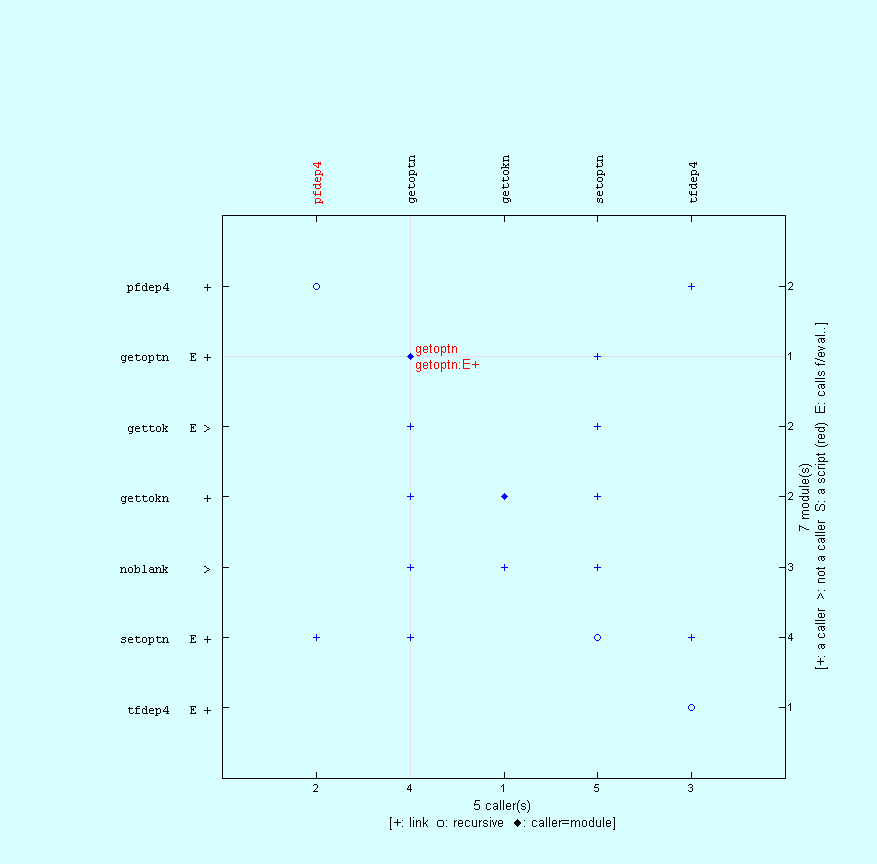 pfdep4 getoptn gettokn setoptn tfdep4
pfdep4 + 2
getoptn E + 1
getoptn
getoptn:E+
gettok E > 2
gettokn + 2
noblank > 3
setoptn E + 4
tfdep4 E + 1
2 4 1 5 3
5 caller(s)
[+: link o: recursive ◆: caller=module]
7 module(s)
[+: a caller >: not a caller S: a script (red) E: calls f/eval..]